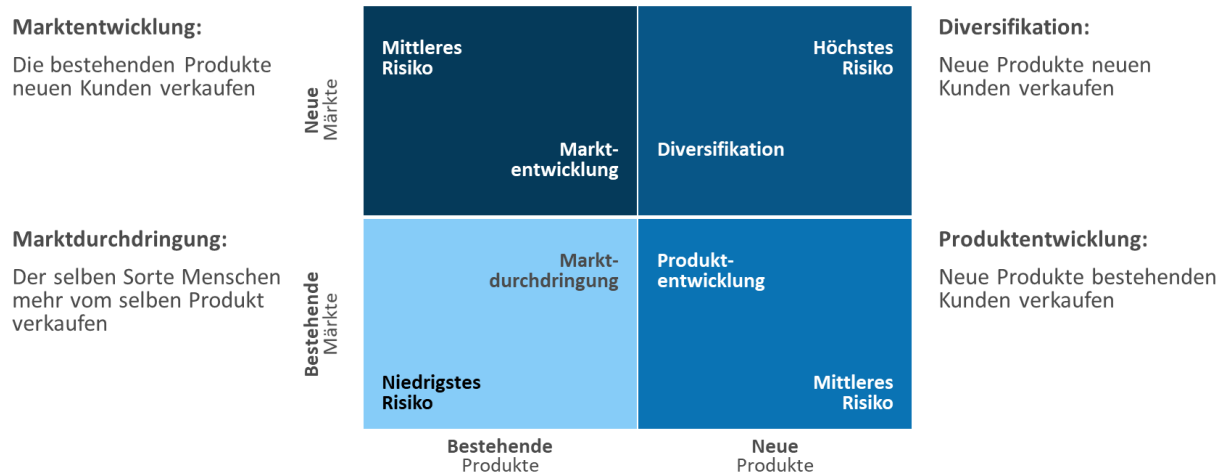 Marktentwicklung:
Die bestehenden Produkte
neuen Kunden verkaufen
Neue
Märkte
Mittleres
Risiko
Markt-
entwicklung
Höchstes
Risiko
Diversifikation
Diversifikation:
Neue Produkte neuen
Kunden verkaufen
Marktdurchdringung:
Der selben Sorte Menschen
mehr vom selben Produkt
verkaufen
Bestehende
Märkte
Markt-
durchdringung
Niedrigstes
Risiko
Produkt-
entwicklung
Mittleres
Risiko
Produktentwicklung:
Neue Produkte bestehenden
Kunden verkaufen
Bestehende
Produkte
Neue
Produkte